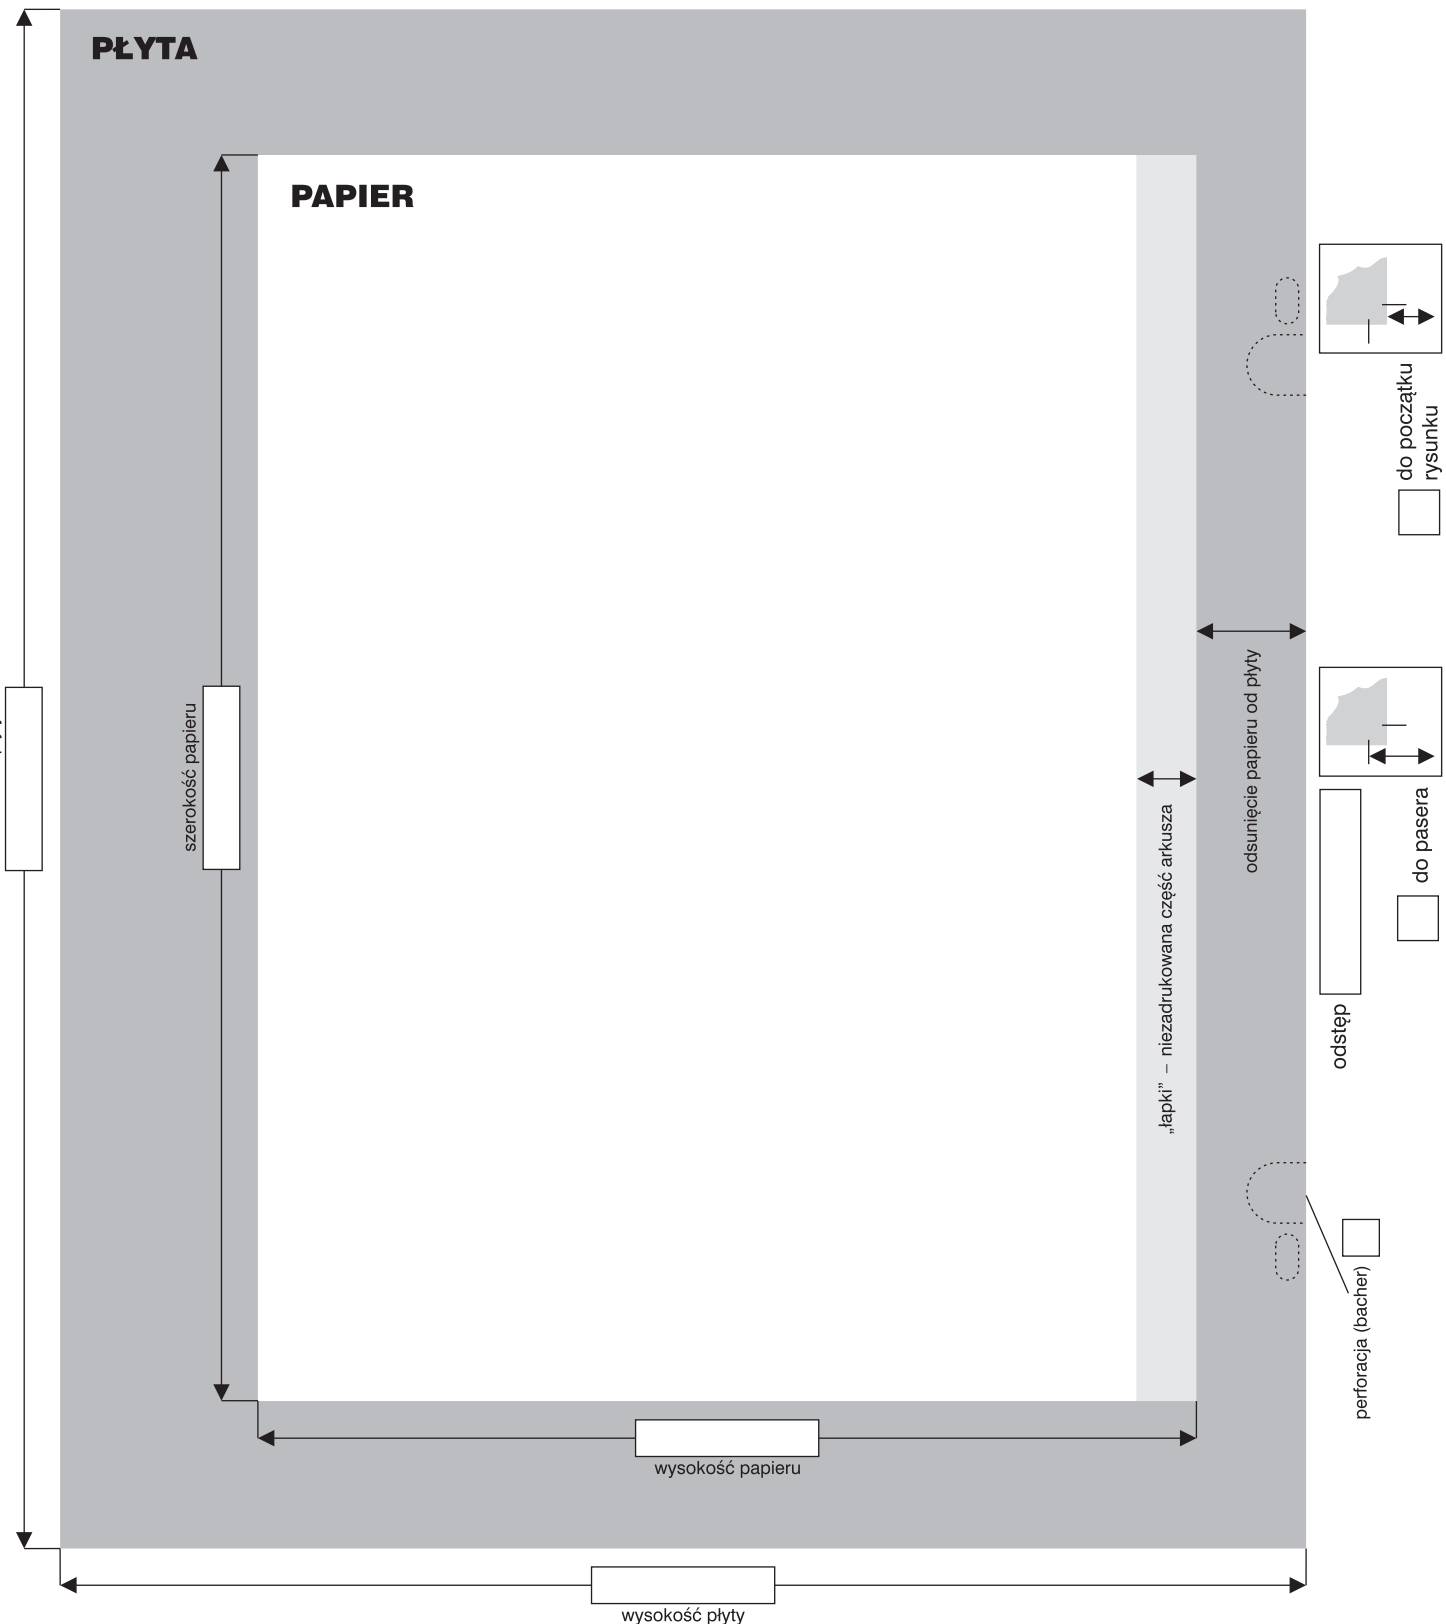 PŁYTA
PAPIER
do początku
rysunku
szerokość papieru
odsunięcie papieru od płyty
do pasera
„łapki” – niezadrukowana część arkusza
odstęp
perforacja (bacher)
wysokość papieru
wysokość płyty